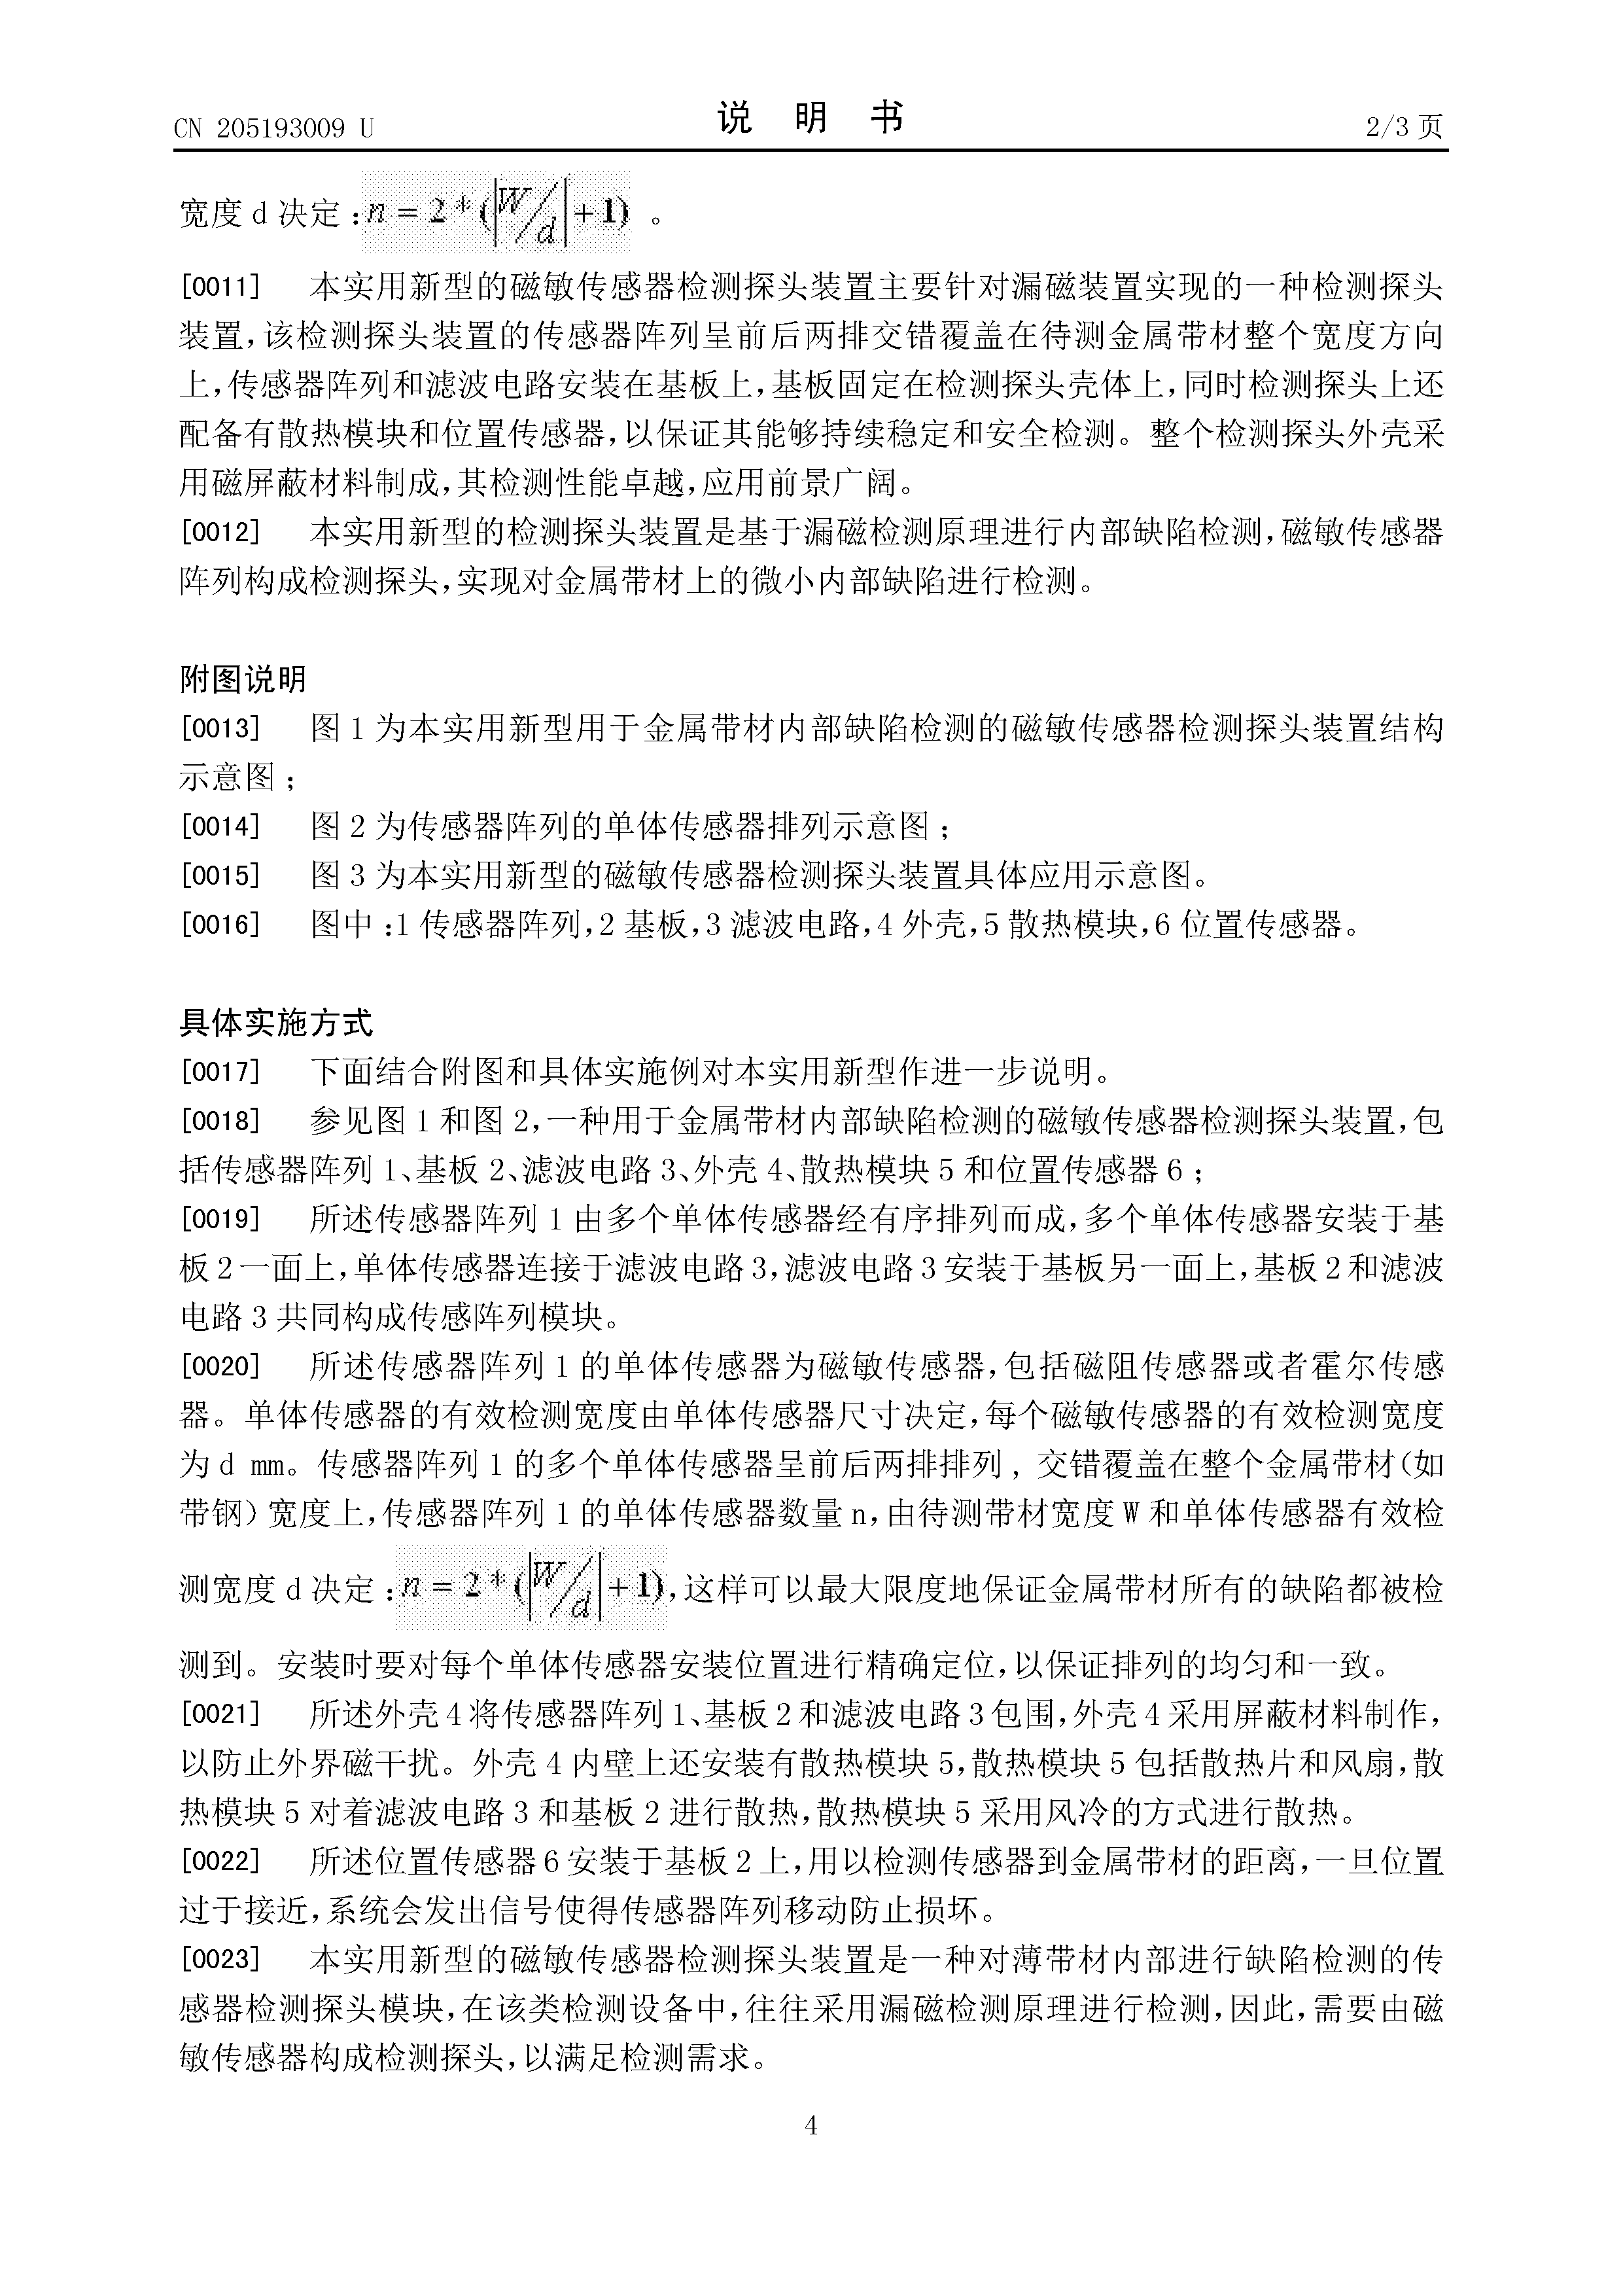 CN 205193009 U
说 明 书
2/3 页
宽度 d 决定：n = 2 * (|W/d| + 1) 。
[0011] 本实用新型的磁敏传感器检测探头装置主要针对漏磁装置实现的一种检测探头
装置，该检测探头装置的传感器阵列呈前后两排交错覆盖在待测金属带材整个宽度方向
上，传感器阵列和滤波电路安装在基板上，基板固定在检测探头壳体上，同时检测探头上还
配备有散热模块和位置传感器，以保证其能够持续稳定和安全检测。整个检测探头外壳采
用磁屏蔽材料制成，其检测性能卓越，应用前景广阔。
[0012] 本实用新型的检测探头装置是基于漏磁检测原理进行内部缺陷检测，磁敏传感器
阵列构成检测探头，实现对金属带材上的微小内部缺陷进行检测。
附图说明
[0013] 图 1 为本实用新型用于金属带材内部缺陷检测的磁敏传感器检测探头装置结构
示意图；
[0014] 图 2 为传感器阵列的单体传感器排列示意图；
[0015] 图 3 为本实用新型的磁敏传感器检测探头装置具体应用示意图。
[0016] 图中：1 传感器阵列，2 基板，3 滤波电路，4 外壳，5 散热模块，6 位置传感器。
具体实施方式
[0017] 下面结合附图和具体实施例对本实用新型作进一步说明。
[0018] 参见图 1 和图 2，一种用于金属带材内部缺陷检测的磁敏传感器检测探头装置，包
括传感器阵列 1、基板 2、滤波电路 3、外壳 4、散热模块 5 和位置传感器 6；
[0019] 所述传感器阵列 1 由多个单体传感器经有序排列而成，多个单体传感器安装于基
板 2 一面上，单体传感器连接于滤波电路 3，滤波电路 3 安装于基板另一面上，基板 2 和滤波
电路 3 共同构成传感阵列模块。
[0020] 所述传感器阵列 1 的单体传感器为磁敏传感器，包括磁阻传感器或者霍尔传感
器。单体传感器的有效检测宽度由单体传感器尺寸决定，每个磁敏传感器的有效检测宽度
为 d mm。传感器阵列 1 的多个单体传感器呈前后两排排列 , 交错覆盖在整个金属带材（如
带钢）宽度上，传感器阵列 1 的单体传感器数量 n，由待测带材宽度 W 和单体传感器有效检
测宽度 d 决定：n = 2 * (|W/d| + 1)，这样可以最大限度地保证金属带材所有的缺陷都被检
测到。安装时要对每个单体传感器安装位置进行精确定位，以保证排列的均匀和一致。
[0021] 所述外壳 4 将传感器阵列 1、基板 2 和滤波电路 3 包围，外壳 4 采用屏蔽材料制作，
以防止外界磁干扰。外壳 4 内壁上还安装有散热模块 5，散热模块 5 包括散热片和风扇，散
热模块 5 对着滤波电路 3 和基板 2 进行散热，散热模块 5 采用风冷的方式进行散热。
[0022] 所述位置传感器 6 安装于基板 2 上，用以检测传感器到金属带材的距离，一旦位置
过于接近，系统会发出信号使得传感器阵列移动防止损坏。
[0023] 本实用新型的磁敏传感器检测探头装置是一种对薄带材内部进行缺陷检测的传
感器检测探头模块，在该类检测设备中，往往采用漏磁检测原理进行检测，因此，需要由磁
敏传感器构成检测探头，以满足检测需求。
4